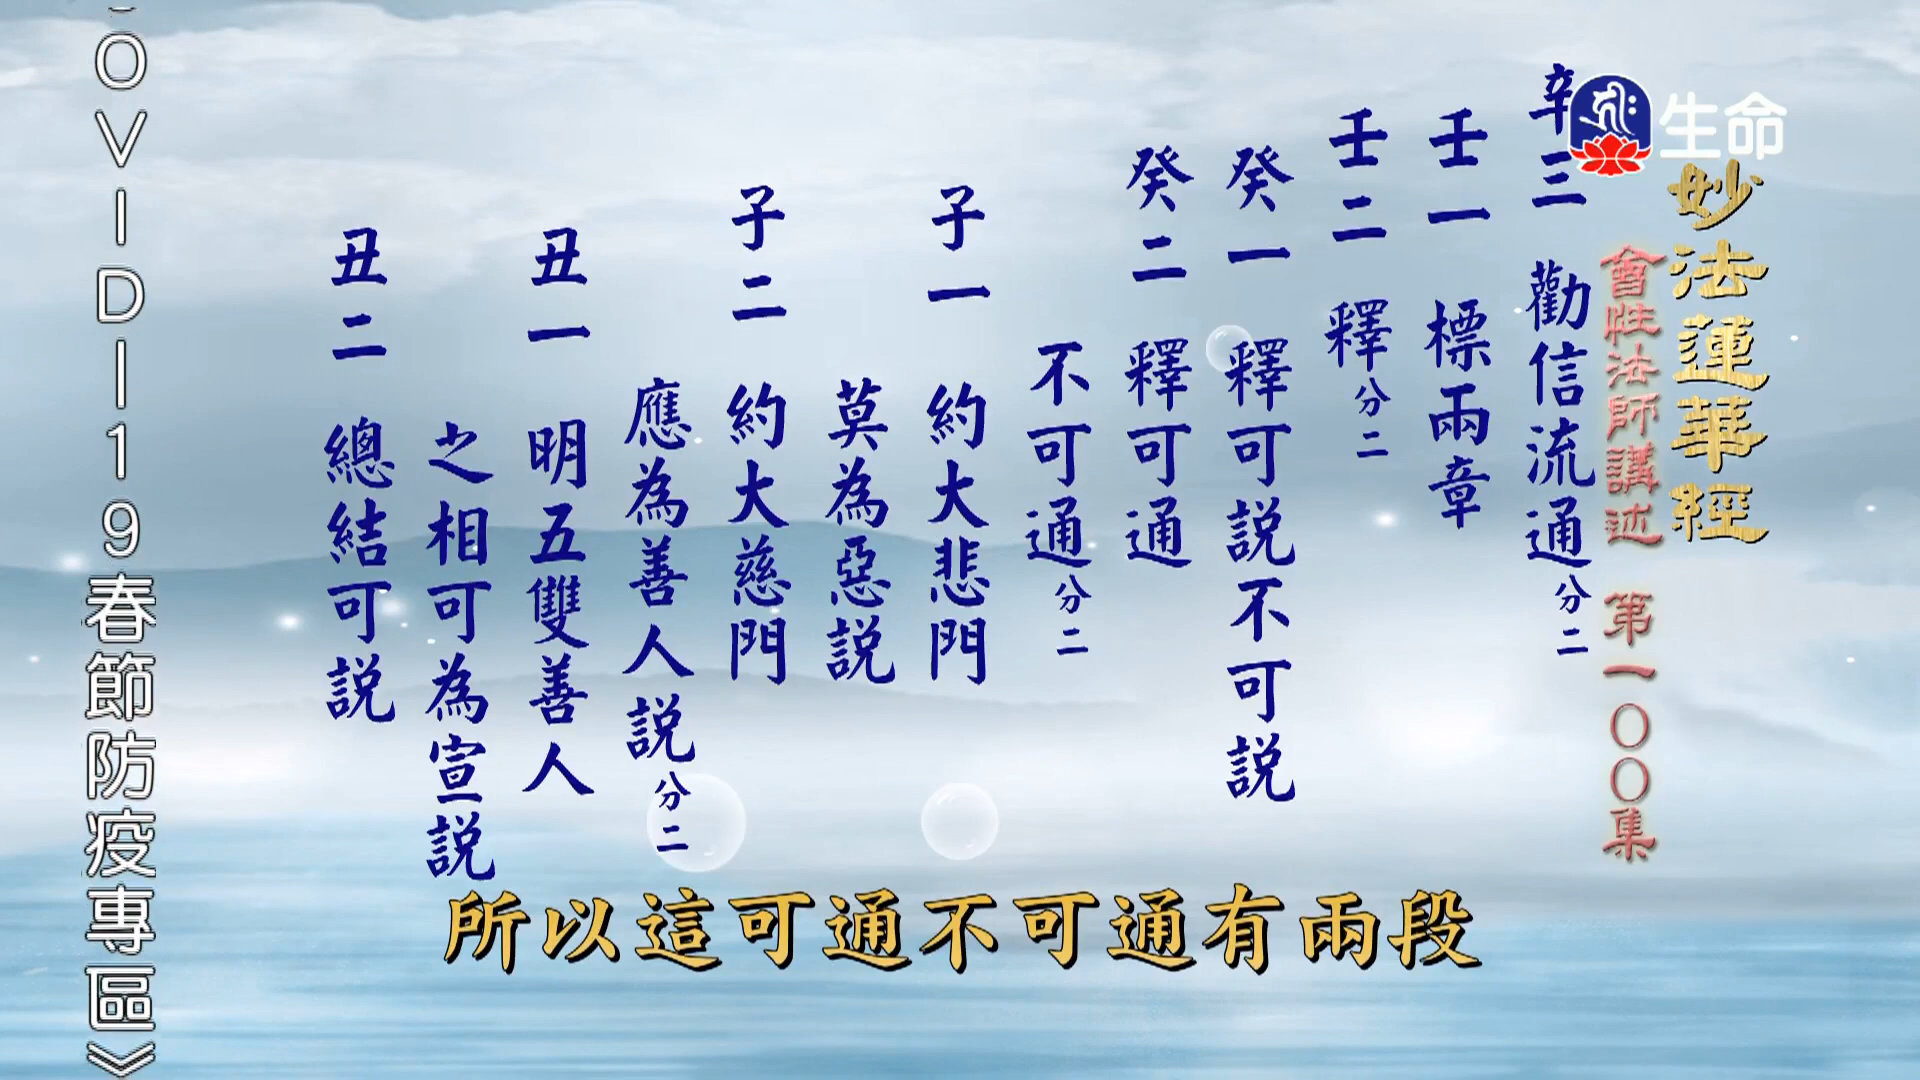 生命
妙法蓮華經
會性法師講述 第一〇〇集
辛三 勸信流通分二
壬一 標兩章
壬二 釋分二
癸一 釋可說不可說
癸二 釋可通
不可通分二
子一 約大悲門
莫為惡說
子二 約大慈門
應為善人說分二
丑一 明五雙善人
之相可為宣說
丑二 總結可說
OVID-19春節防疫專區》
所以這可通不可通有兩段